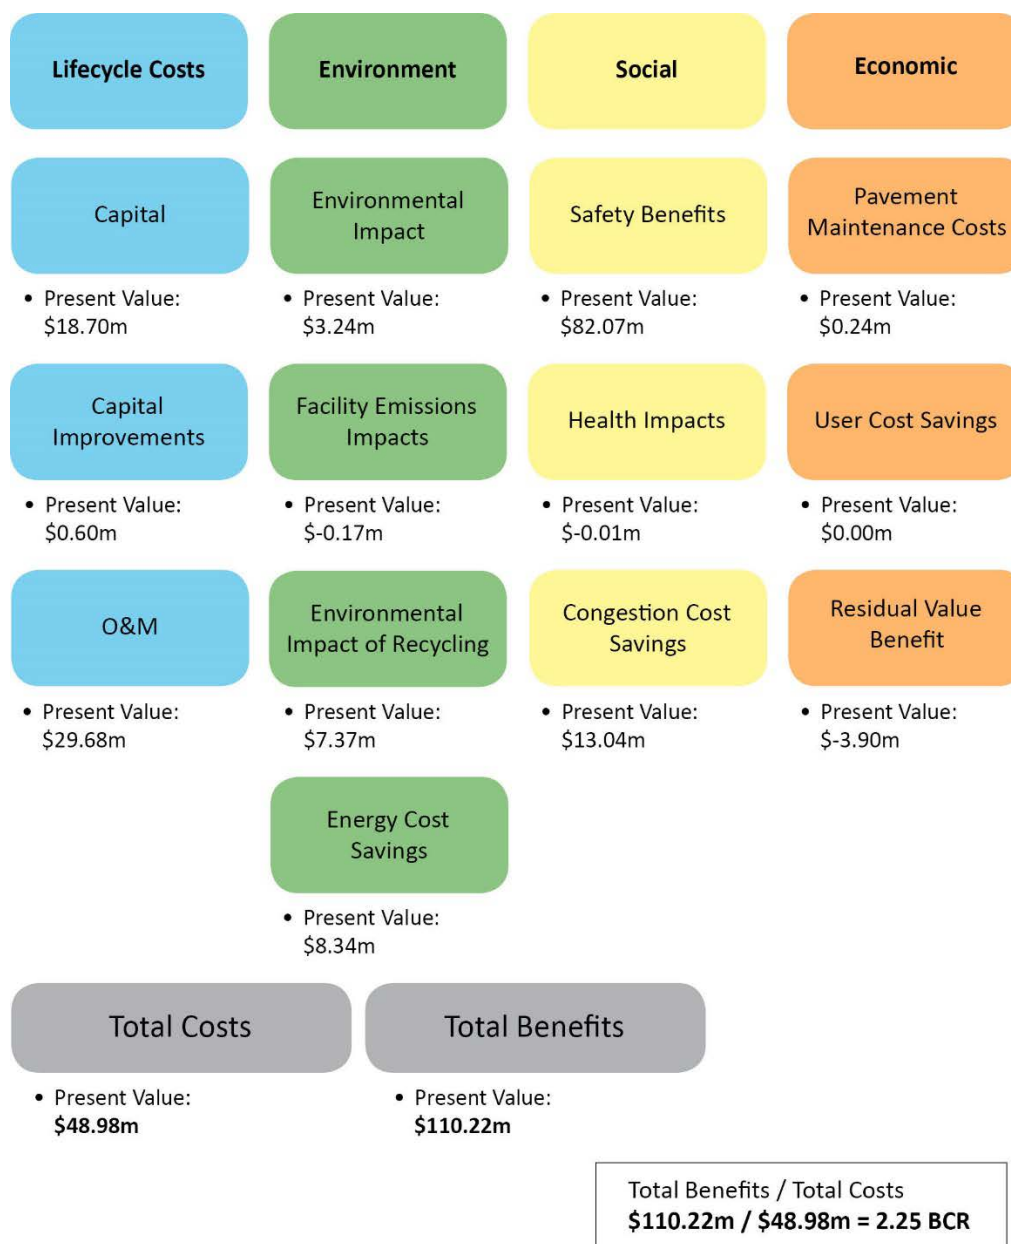 Lifecycle Costs
Environment
Social
Economic
Capital
Environmental
Impact
Safety Benefits
Pavement
Maintenance Costs
• Present Value:
$18.70m
• Present Value:
$3.24m
• Present Value:
$82.07m
• Present Value:
$0.24m
Capital
Improvements
Facility Emissions
Impacts
Health Impacts
User Cost Savings
• Present Value:
$0.60m
• Present Value:
$-0.17m
• Present Value:
$-0.01m
• Present Value:
$0.00m
O&M
Environmental
Impact of Recycling
Congestion Cost
Savings
Residual Value
Benefit
• Present Value:
$29.68m
• Present Value:
$7.37m
• Present Value:
$13.04m
• Present Value:
$-3.90m
Energy Cost
Savings
• Present Value:
$8.34m
Total Costs
Total Benefits
• Present Value:
$48.98m
• Present Value:
$110.22m
Total Benefits / Total Costs
$110.22m / $48.98m = 2.25 BCR